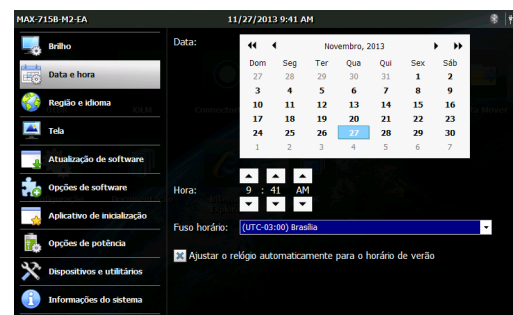 MAX-715B-M2-EA 11/27/2013 9:41 AM
Brilho
Data e hora
Região e idioma
Tela
Atualização de software
Opções de software
Aplicativo de inicialização
Opções de potência
Dispositivos e utilitários
Informações do sistema
Data:
Novembro, 2013
Dom Seg Ter Qua Qui Sex Sáb
27 28 29 30 31 1 2
3 4 5 6 7 8 9
10 11 12 13 14 15 16
17 18 19 20 21 22 23
24 25 26 27 28 29 30
1 2 3 4 5 6 7
Hora: 9 : 41 AM
Fuso horário: (UTC-03:00) Brasília
Ajustar o relógio automaticamente para o horário de verão